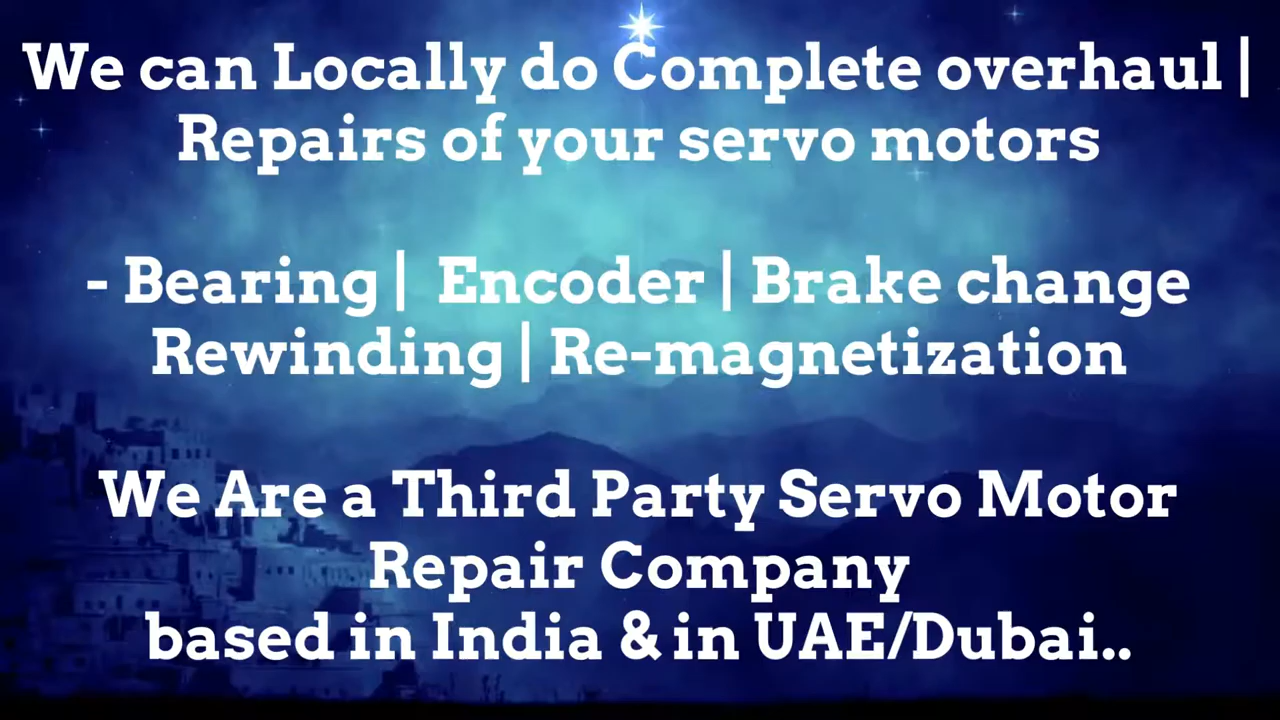 We can Locally do Complete overhaul |
Repairs of your servo motors
- Bearing | Encoder | Brake change
Rewinding | Re-magnetization
We Are a Third Party Servo Motor
Repair Company
based in India & in UAE/Dubai..